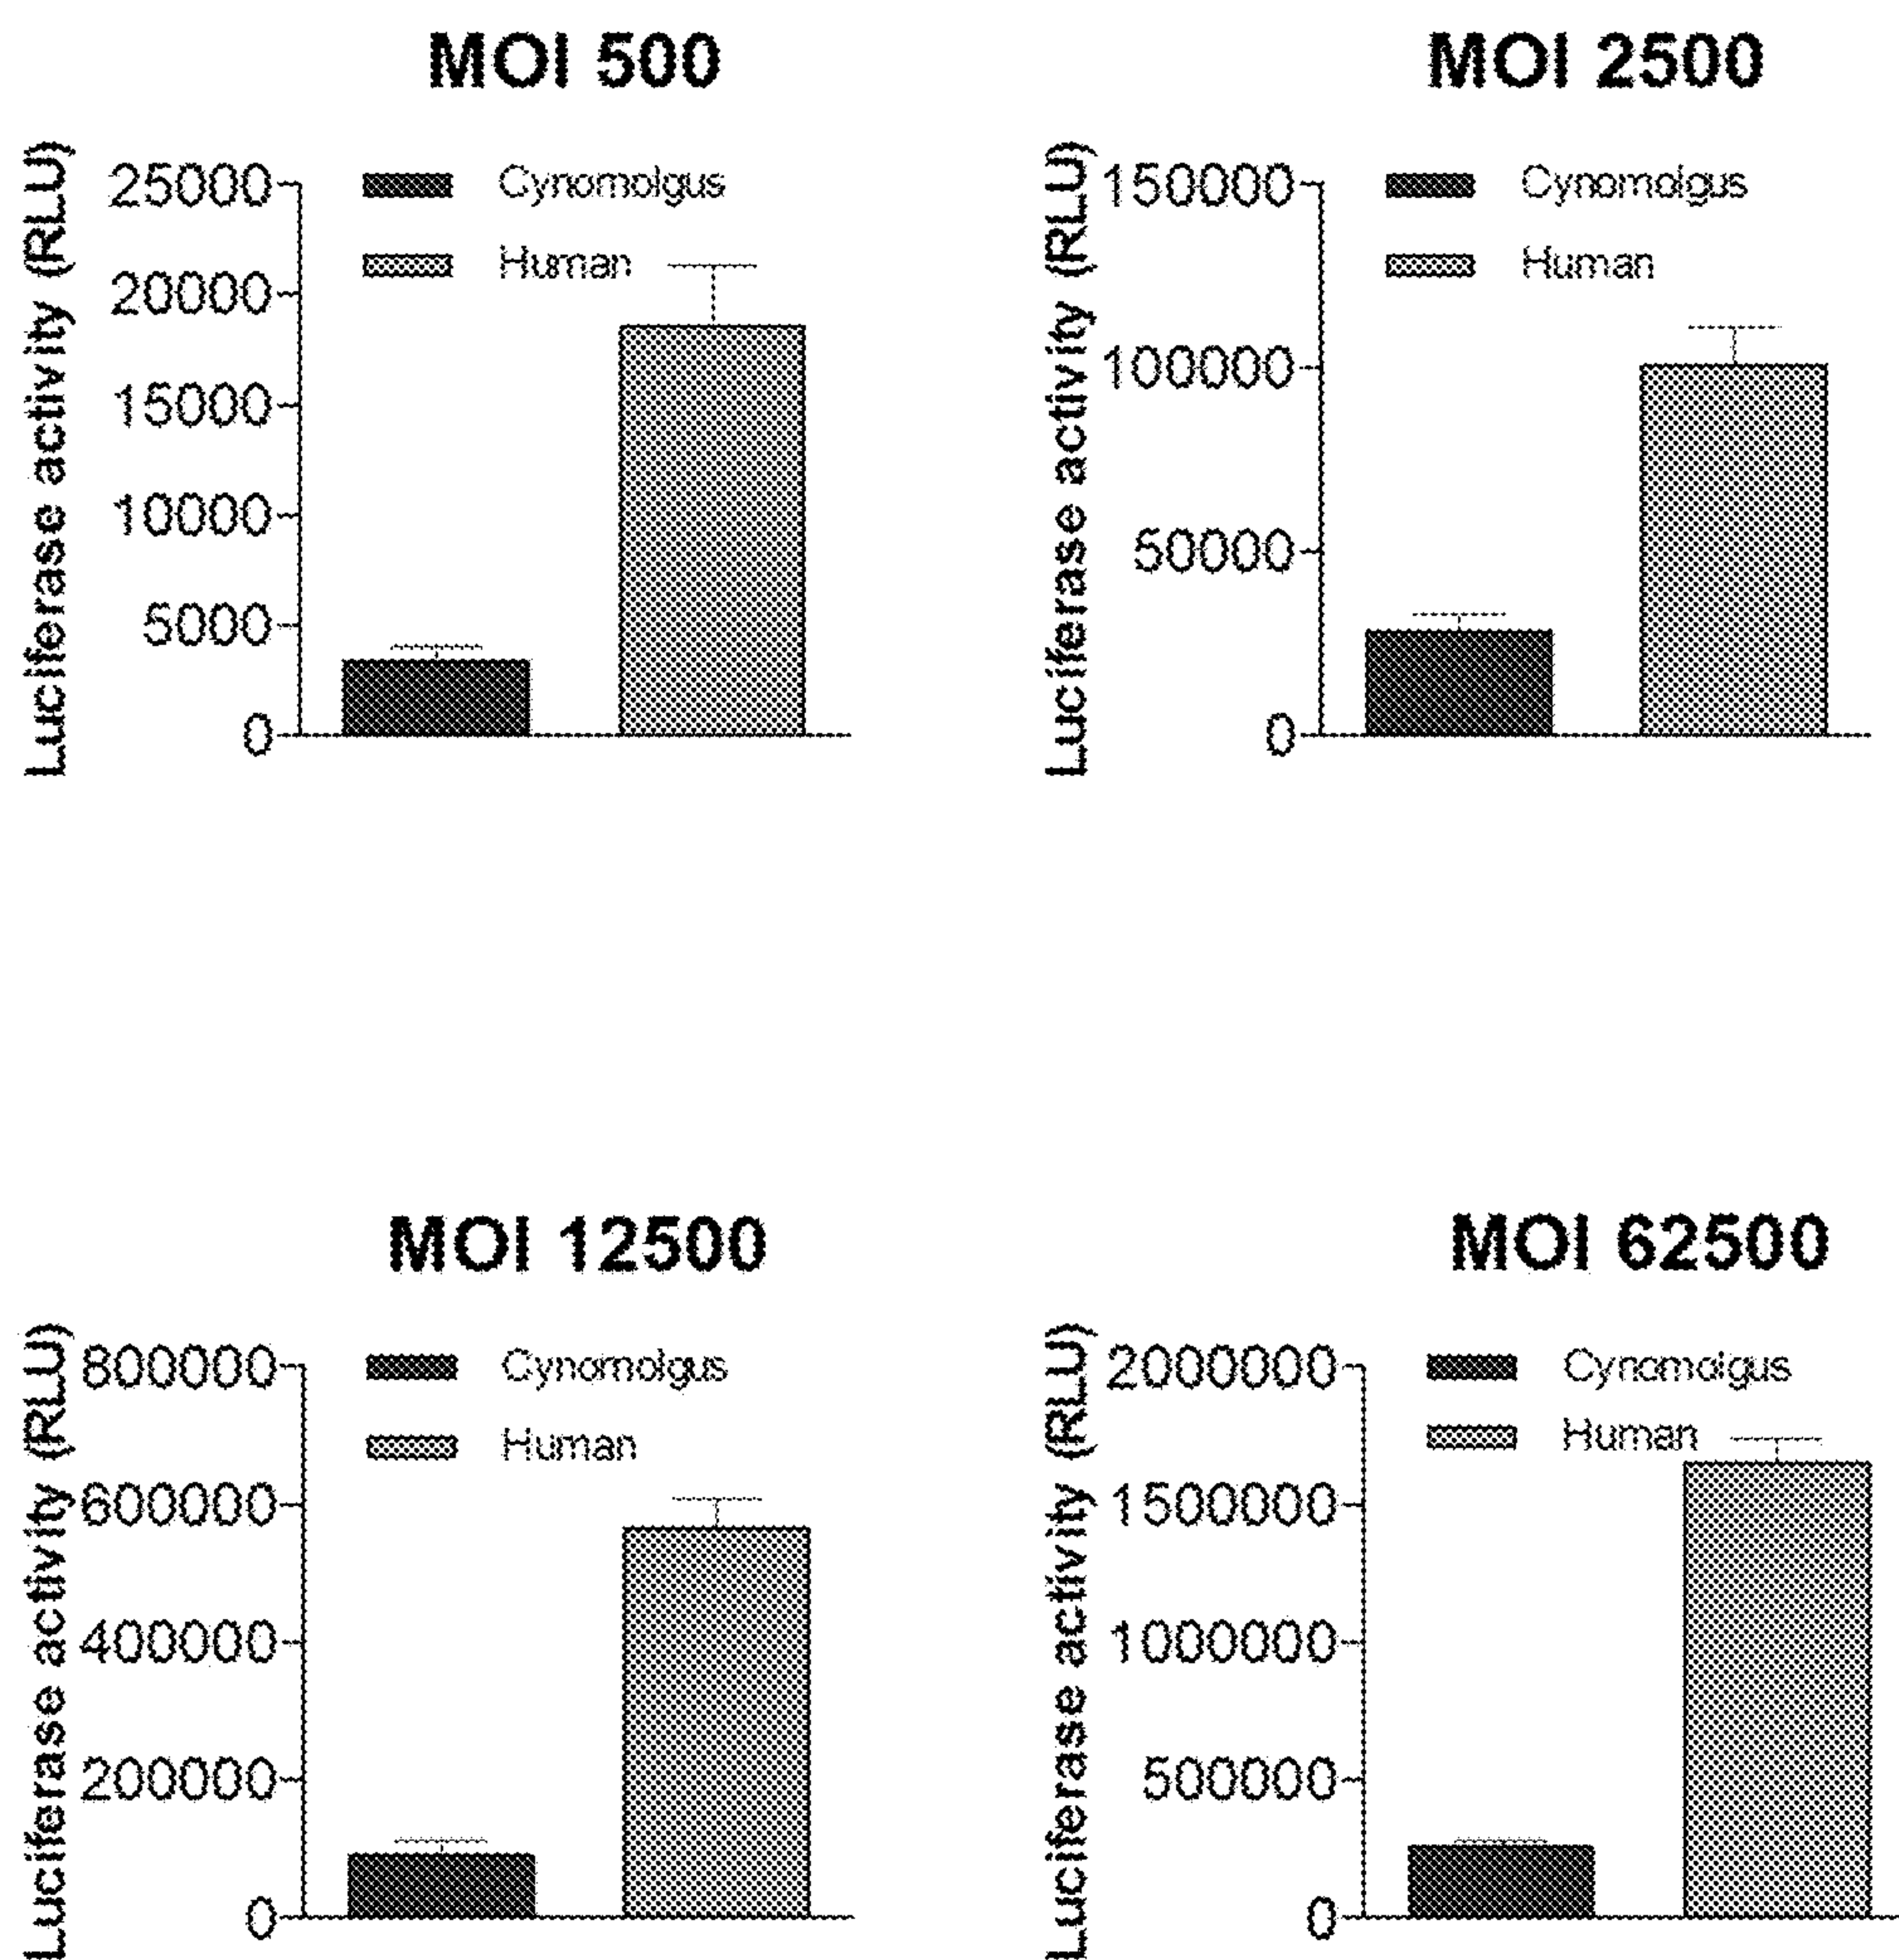 MOI 500
Luciferase activity (RLU)
25000
20000
15000
10000
5000
0
Cynomolgus
Human
MOI 2500
Luciferase activity (RLU)
150000
100000
50000
0
Cynomolgus
Human
MOI 12500
Luciferase activity (RLU)
800000
600000
400000
200000
0
Cynomolgus
Human
MOI 62500
Luciferase activity (RLU)
2000000
1500000
1000000
500000
0
Cynomolgus
Human